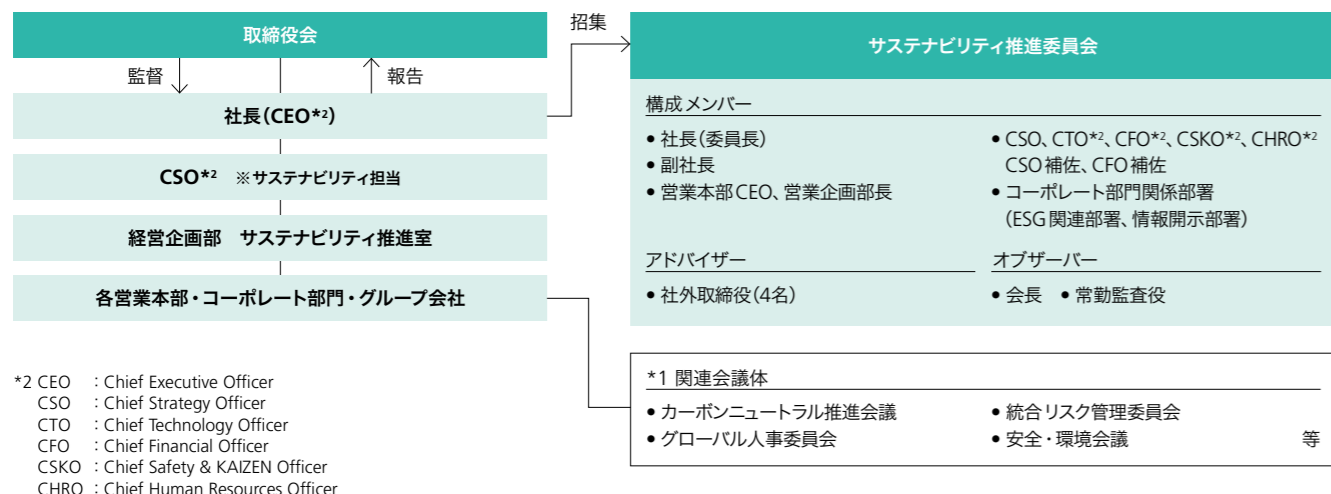 取締役会
監督
報告
社長(CEO*2)
CSO*2 ※サステナビリティ担当
経営企画部 サステナビリティ推進室
各営業本部・コーポレート部門・グループ会社
招集
サステナビリティ推進委員会
構成メンバー
• 社長(委員長)
• 副社長
• 営業本部CEO、営業企画部長
• CSO、CTO*2、CFO*2、CSKO*2、CHRO*2
CSO補佐、CFO補佐
• コーポレート部門関係部署
(ESG関連部署、情報開示部署)
アドバイザー
• 社外取締役(4名)
オブザーバー
• 会長 • 常勤監査役
*1 関連会議体
• カーボンニュートラル推進会議
• グローバル人事委員会
• 統合リスク管理委員会
• 安全・環境会議 等
*2 CEO : Chief Executive Officer
CSO : Chief Strategy Officer
CTO : Chief Technology Officer
CFO : Chief Financial Officer
CSKO : Chief Safety & KAIZEN Officer
CHRO : Chief Human Resources Officer